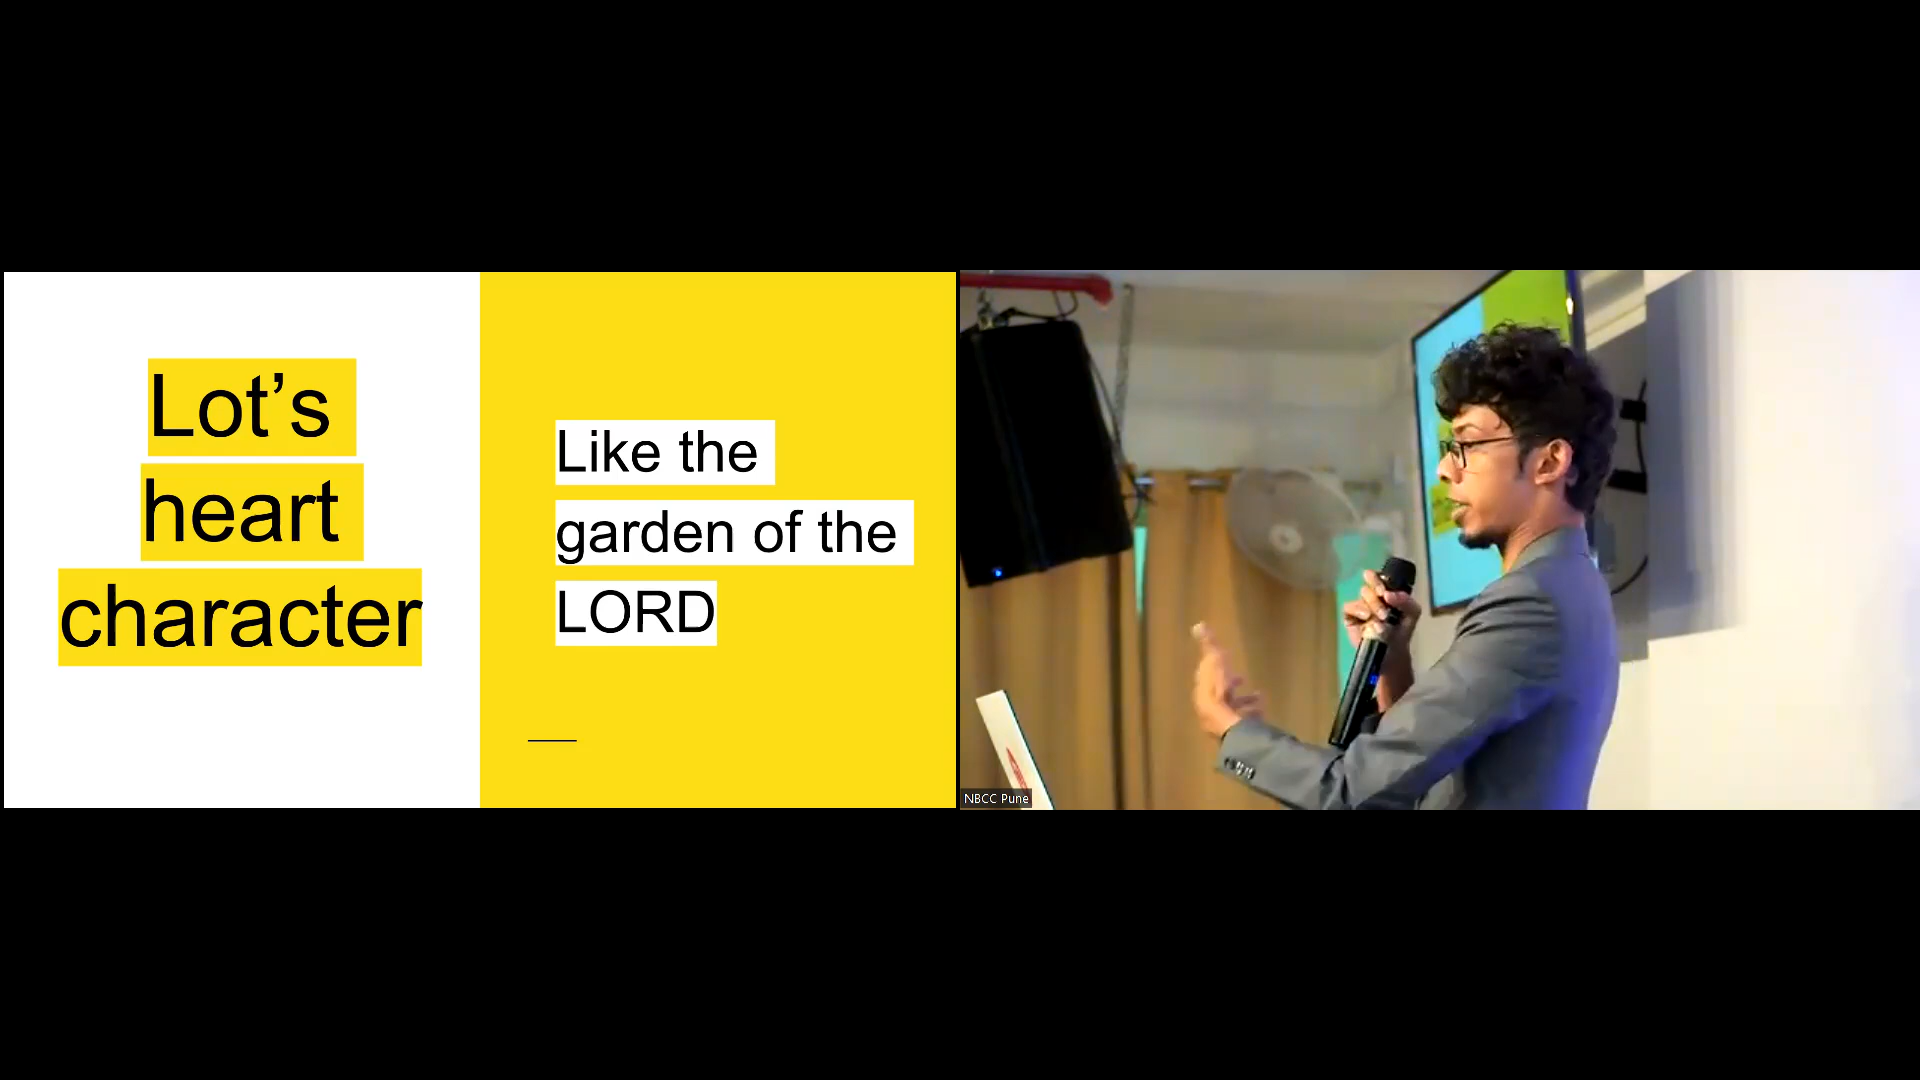 Lot’s
heart
character
Like the
garden of the
LORD
NBCC Pune